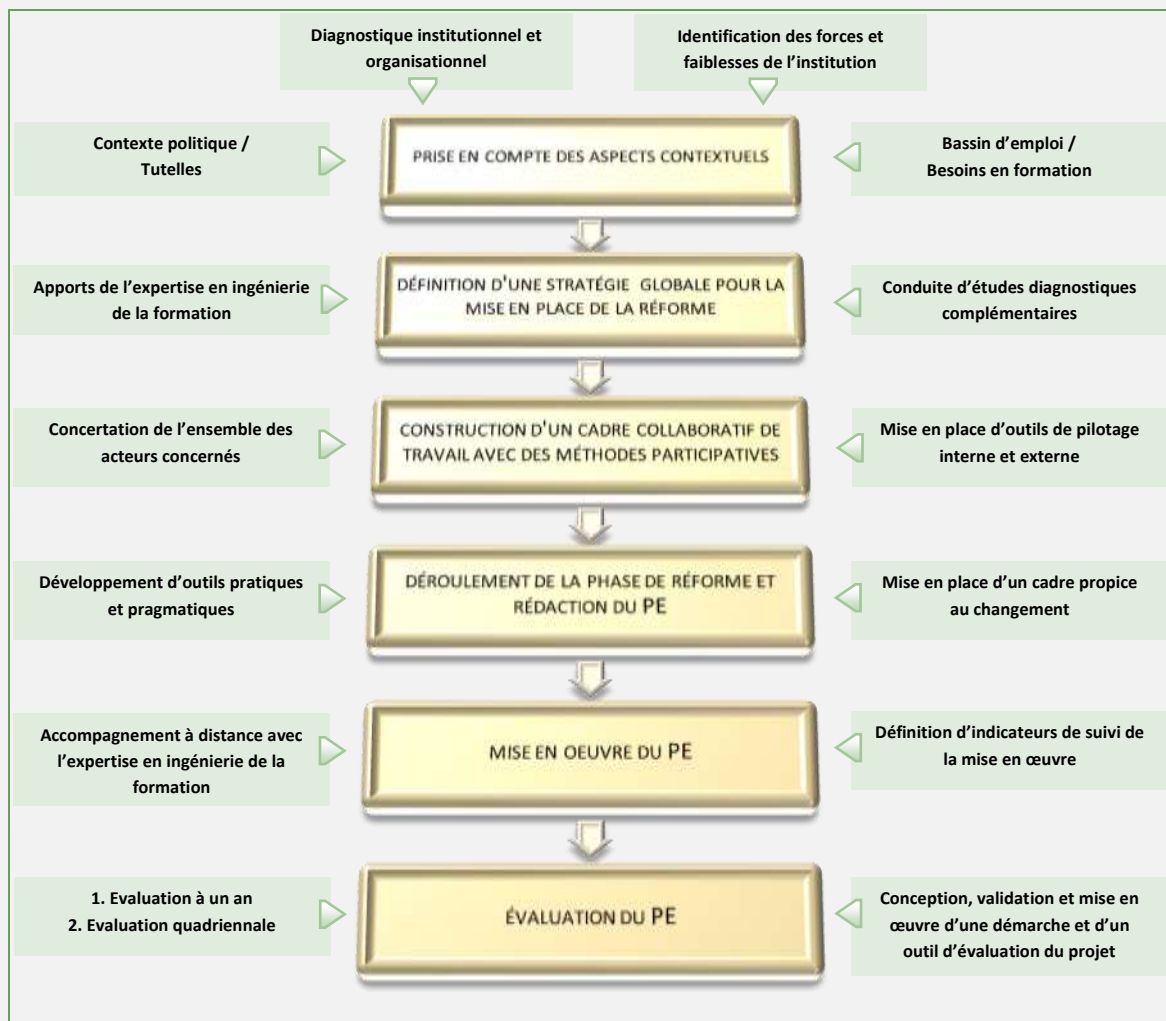 Diagnostique institutionnel et
organisationnel
Identification des forces et
faiblesses de l’institution
Contexte politique /
Tutelles
PRISE EN COMPTE DES ASPECTS CONTEXTUELS
Bassin d’emploi /
Besoins en formation
Apports de l’expertise en ingénierie
de la formation
DÉFINITION D'UNE STRATÉGIE GLOBALE POUR LA
MISE EN PLACE DE LA RÉFORME
Conduite d’études diagnostiques
complémentaires
Concertation de l’ensemble des
acteurs concernés
CONSTRUCTION D'UN CADRE COLLABORATIF DE
TRAVAIL AVEC DES MÉTHODES PARTICIPATIVES
Mise en place d’outils de pilotage
interne et externe
Développement d’outils pratiques
et pragmatiques
DÉROULEMENT DE LA PHASE DE RÉFORME ET
RÉDACTION DU PE
Mise en place d’un cadre propice
au changement
Accompagnement à distance avec
l’expertise en ingénierie de la
formation
MISE EN OEUVRE DU PE
Définition d’indicateurs de suivi de
la mise en œuvre
1. Evaluation à un an
2. Evaluation quadriennale
ÉVALUATION DU PE
Conception, validation et mise en
œuvre d’une démarche et d’un
outil d’évaluation du projet